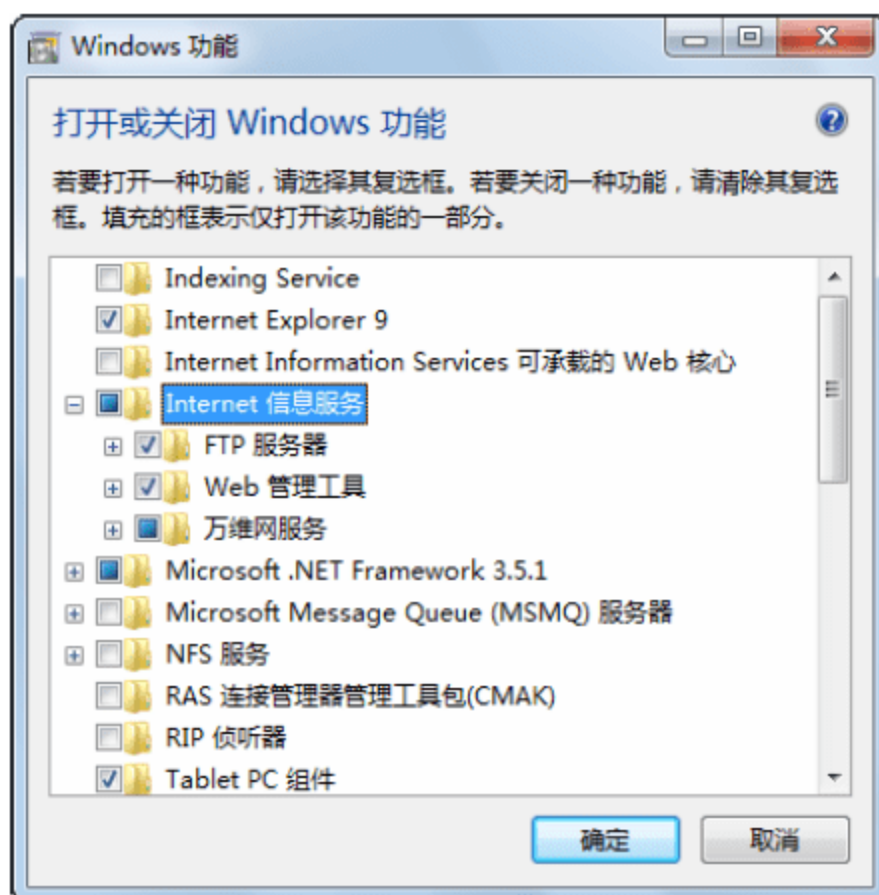 Windows 功能
打开或关闭 Windows 功能
若要打开一种功能，请选择其复选框。若要关闭一种功能，请清除其复选
框。填充的框表示仅打开该功能的一部分。
Indexing Service
Internet Explorer 9
Internet Information Services 可承载的 Web 核心
Internet 信息服务
FTP 服务器
Web 管理工具
万维网服务
Microsoft .NET Framework 3.5.1
Microsoft Message Queue (MSMQ) 服务器
NFS 服务
RAS 连接管理器管理工具包(CMAK)
RIP 侦听器
Tablet PC 组件
确定 取消